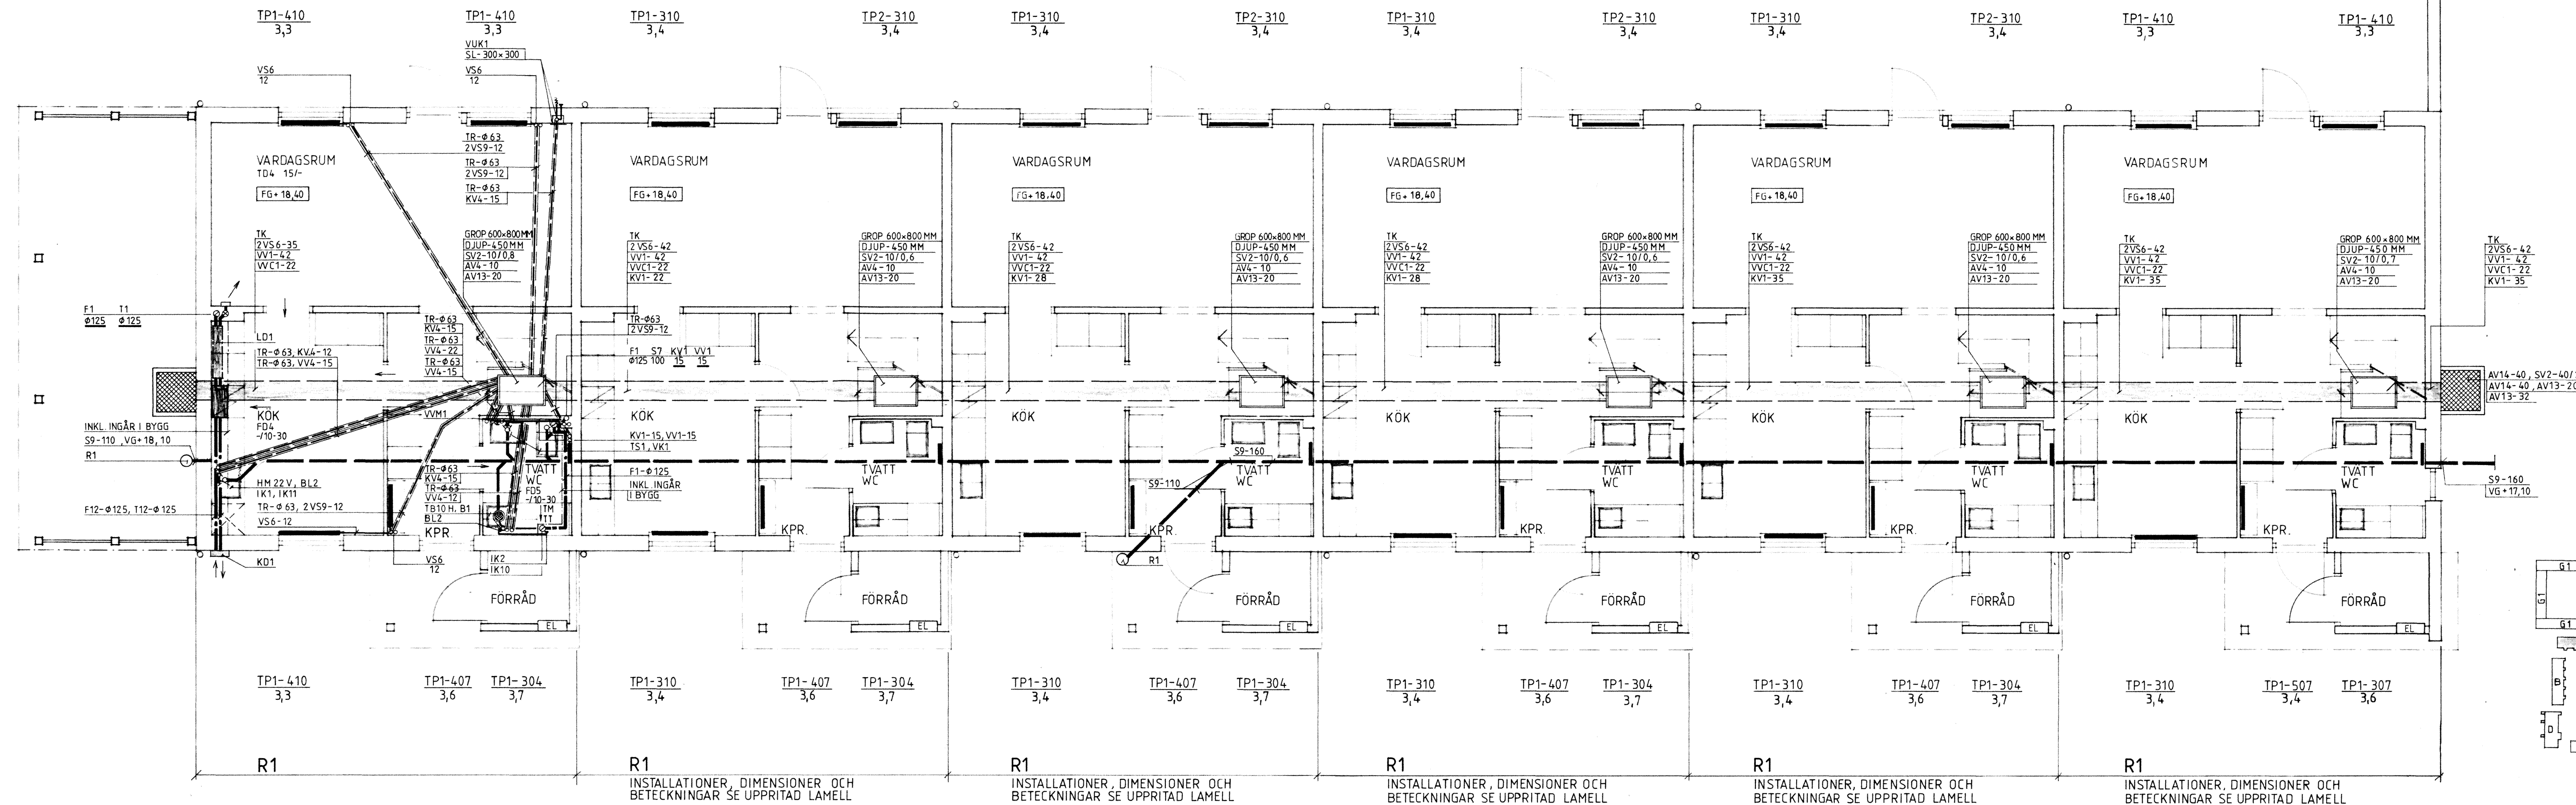 TP1-410
3,3
TP1-410
3,3
TP1-310
3,4
TP2-310
3,4
TP1-310
3,4
TP2-310
3,4
TP1-310
3,4
TP2-310
3,4
TP1-310
3,4
TP2-310
3,4
TP1-410
3,3
TP1-410
3,3
VUK1
SL-300×300
VS6
12
VS6
12
TR-Φ63
2VS9-12
TR-Φ63
2VS9-12
TR-Φ63
KV4-15
VARDAGSRUM
TD4 15/-
FG+18,40
VARDAGSRUM
FG+18,40
VARDAGSRUM
FG+18,40
VARDAGSRUM
FG+18,40
VARDAGSRUM
FG+18,40
VARDAGSRUM
FG+18,40
TK
2VS6-35
VV1-42
VVC1-22
GROP 600×800MM
DJUP-450MM
SV2-10/0,8
AV4-10
AV13-20
TK
2VS6-42
VV1-42
VVC1-22
KV1-22
GROP 600×800MM
DJUP-450MM
SV2-10/0,6
AV4-10
AV13-20
TK
2VS6-42
VV1-42
VVC1-22
KV1-28
GROP 600×800 MM
DJUP-450 MM
SV2-10/0,6
AV4-10
AV13-20
TK
2VS6-42
VV1-42
VVC1-22
KV1-28
GROP 600×800 MM
DJUP-450 MM
SV2-10/0,6
AV4-10
AV13-20
TK
2VS6-42
VV1-42
VVC1-22
KV1-35
GROP 600×800 MM
DJUP-450 MM
SV2-10/0,6
AV4-10
AV13-20
TK
2VS6-42
VV1-42
VVC1-22
KV1-35
GROP 600×800 MM
DJUP-450 MM
SV2-10/0,7
AV4-10
AV13-20
TK
2VS6-42
VV1-42
VVC1-22
KV1-35
F1 T1
Φ125 Φ125
LD1
TR-Φ63, KV4-12
TR-Φ63, VV4-15
TR-Φ63
KV4-15
TR-Φ63
VV4-22
TR-Φ63
VV4-15
TR-Φ63
2VS9-12
F1 S7 KV1 VV1
Φ125 100 15 15
AV14-40, SV2-40/
AV14-40, AV13-20
AV13-32
VVM1
KÖK
FD4
-/10-30
KÖK
KÖK
KÖK
KÖK
KÖK
INKL. INGÅR I BYGG
S9-110, VG+18,10
R1
KV1-15, VV1-15
TS1, VK1
TR-Φ63
KV4-15
TR-Φ63
VV4-12
TB10H, B1
BL2
TVÄTT
WC
FD5
-/10-30
TM
TT
F1-Φ125
INKL. INGÅR
I BYGG
HM 22V, BL2
IK1, IK11
TR-Φ63, 2VS9-12
F12-Φ125, T12-Φ125
VS6-12
KPR.
VS6
12
IK2
IK10
KD1
TVÄTT
WC
KPR.
S9-160
S9-110
TVÄTT
WC
KPR.
R1
TVÄTT
WC
KPR.
TVÄTT
WC
KPR.
TVÄTT
WC
KPR.
S9-160
VG+17,10
FÖRRÅD
EL
FÖRRÅD
EL
FÖRRÅD
EL
FÖRRÅD
EL
FÖRRÅD
EL
FÖRRÅD
EL
G1
G1
G1
B
D
TP1-410
3,3
TP1-407
3,6
TP1-304
3,7
TP1-310
3,4
TP1-407
3,6
TP1-304
3,7
TP1-310
3,4
TP1-407
3,6
TP1-304
3,7
TP1-310
3,4
TP1-407
3,6
TP1-304
3,7
TP1-310
3,4
TP1-407
3,6
TP1-304
3,7
TP1-310
3,4
TP1-507
3,4
TP1-307
3,6
R1
R1
INSTALLATIONER, DIMENSIONER OCH
BETECKNINGAR SE UPPRITAD LAMELL
R1
INSTALLATIONER, DIMENSIONER OCH
BETECKNINGAR SE UPPRITAD LAMELL
R1
INSTALLATIONER, DIMENSIONER OCH
BETECKNINGAR SE UPPRITAD LAMELL
R1
INSTALLATIONER, DIMENSIONER OCH
BETECKNINGAR SE UPPRITAD LAMELL
R1
INSTALLATIONER, DIMENSIONER OCH
BETECKNINGAR SE UPPRITAD LAMELL